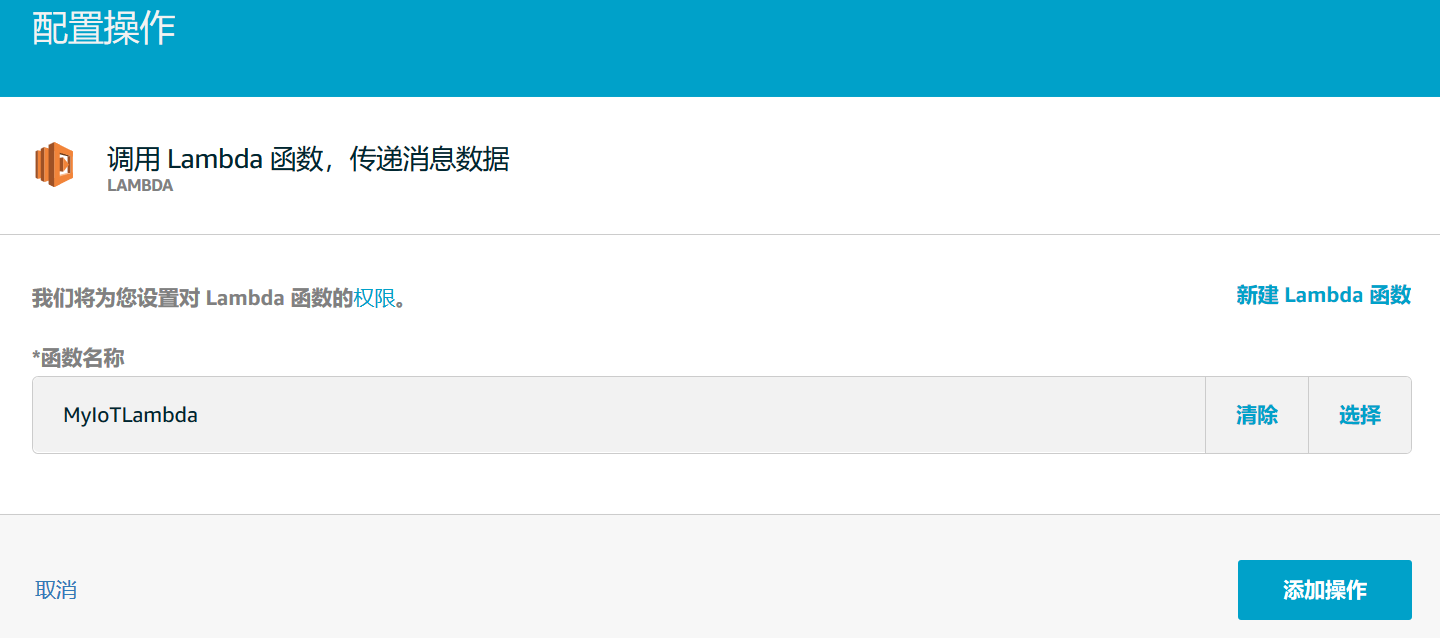 配置操作
调用 Lambda 函数，传递消息数据
LAMBDA
我们将为您设置对 Lambda 函数的权限。
新建 Lambda 函数
*函数名称
MyIoTLambda
清除
选择
取消
添加操作